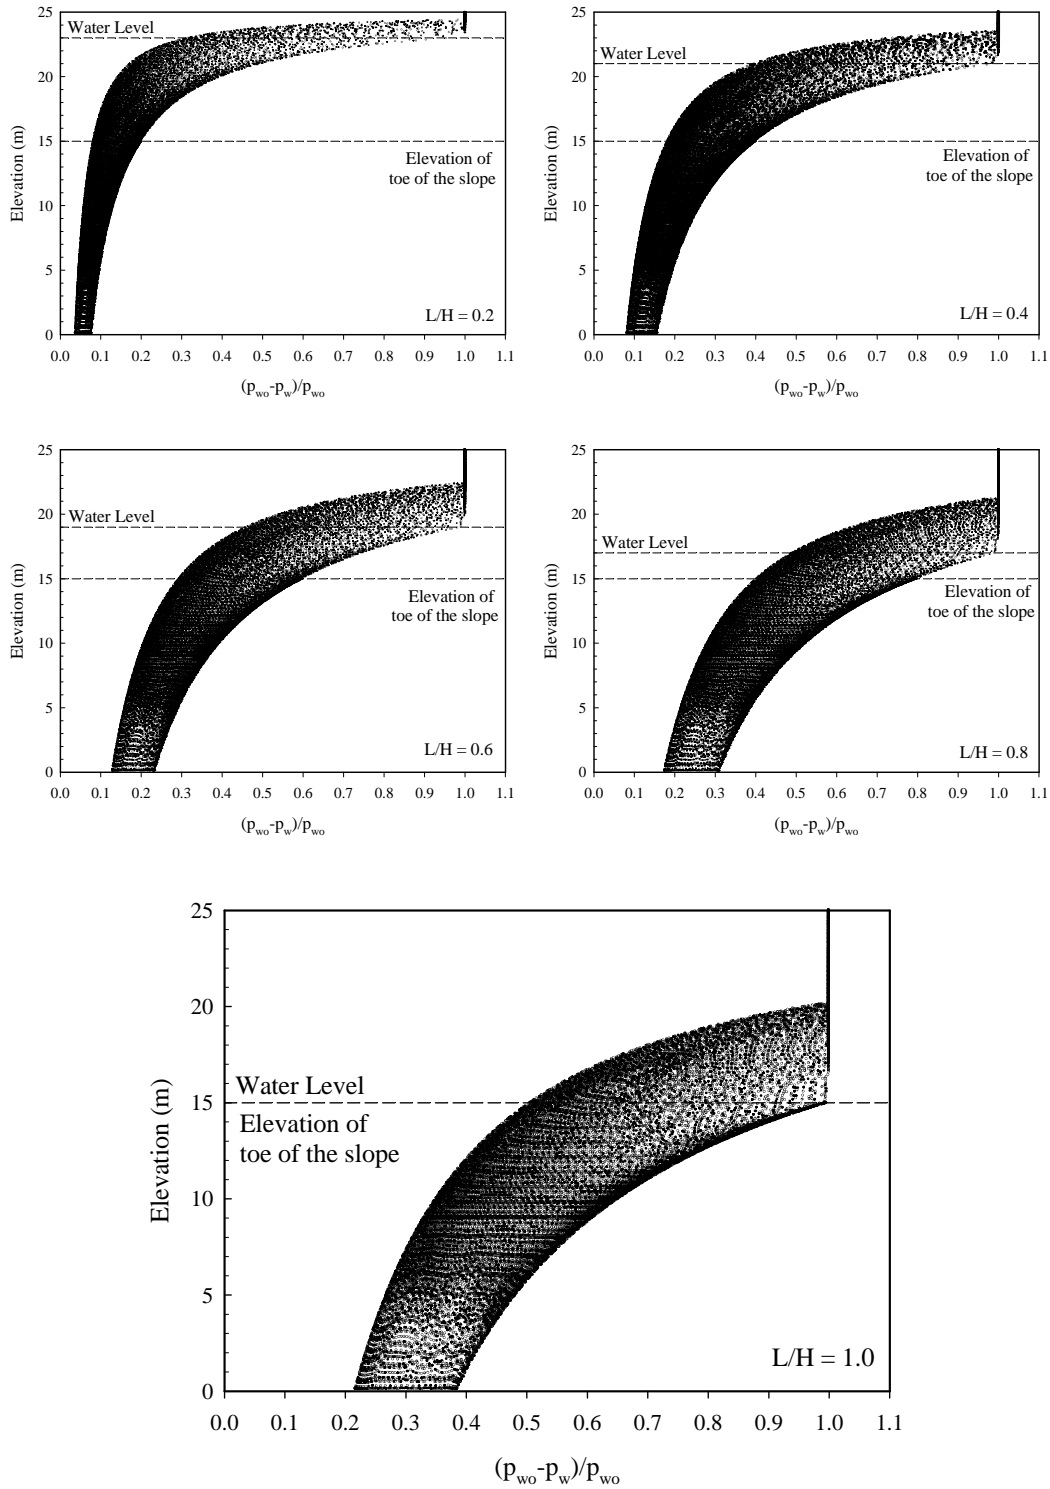 25
20
15
10
5
0
Elevation (m)
Water Level
Elevation of
toe of the slope
L/H = 0.2
0.0 0.1 0.2 0.3 0.4 0.5 0.6 0.7 0.8 0.9 1.0 1.1
(pwo-pw)/pwo
25
20
15
10
5
0
Elevation (m)
Water Level
Elevation of
toe of the slope
L/H = 0.4
0.0 0.1 0.2 0.3 0.4 0.5 0.6 0.7 0.8 0.9 1.0 1.1
(pwo-pw)/pwo
25
20
15
10
5
0
Elevation (m)
Water Level
Elevation of
toe of the slope
L/H = 0.6
0.0 0.1 0.2 0.3 0.4 0.5 0.6 0.7 0.8 0.9 1.0 1.1
(pwo-pw)/pwo
25
20
15
10
5
0
Elevation (m)
Water Level
Elevation of
toe of the slope
L/H = 0.8
0.0 0.1 0.2 0.3 0.4 0.5 0.6 0.7 0.8 0.9 1.0 1.1
(pwo-pw)/pwo
25
20
15
10
5
0
Elevation (m)
Water Level
Elevation of
toe of the slope
L/H = 1.0
0.0 0.1 0.2 0.3 0.4 0.5 0.6 0.7 0.8 0.9 1.0 1.1
(pwo-pw)/pwo